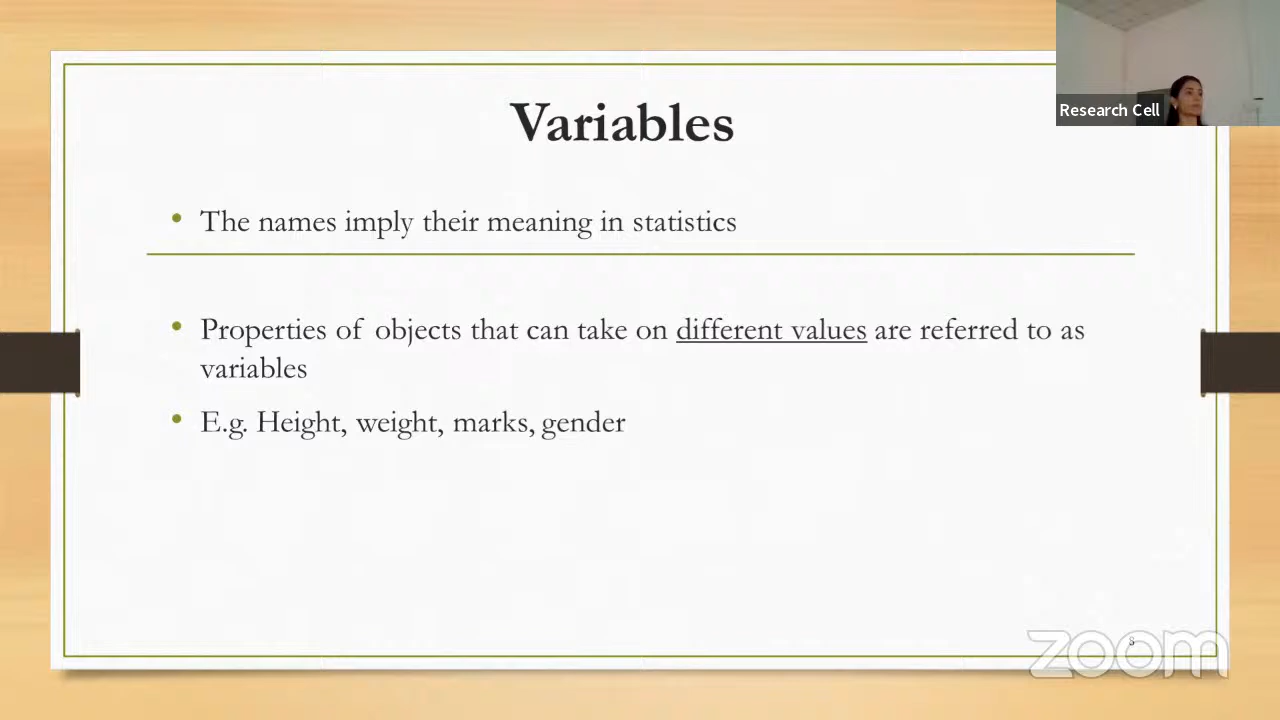 Variables
Research Cell
• The names imply their meaning in statistics
• Properties of objects that can take on different values are referred to as
variables
• E.g. Height, weight, marks, gender
zoom